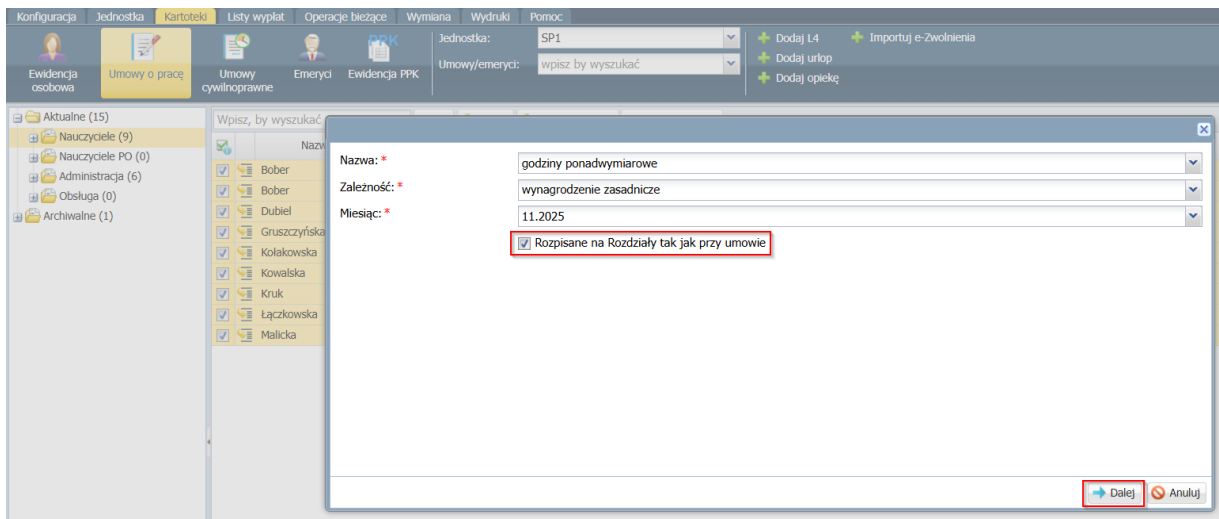 Konfiguracja Jednostka Kartoteki Listy wypłat Operacje bieżące Wymiana Wydruki Pomoc
Ewidencja osobowa
Umowy o pracę
Umowy cywilnoprawne
Emeryci
Ewidencja PPK
Jednostka: SP1
Umowy/emeryci: wpisz by wyszukać
Dodaj L4 Importuj e-Zwolnienia
Dodaj urlop
Dodaj opiekę
Aktualne (15)
Nauczyciele (9)
Nauczyciele PO (0)
Administracja (6)
Obsługa (0)
Archiwalne (1)
Wpisz, by wyszukać
Bober
Bober
Dubiel
Gruszczyńska
Kołakowska
Kowalska
Kruk
Łączkowska
Malicka
Nazwa: * godziny ponadwymiarowe
Zależność: * wynagrodzenie zasadnicze
Miesiąc: * 11.2025
Rozpisane na Rozdziały tak jak przy umowie
Dalej Anuluj